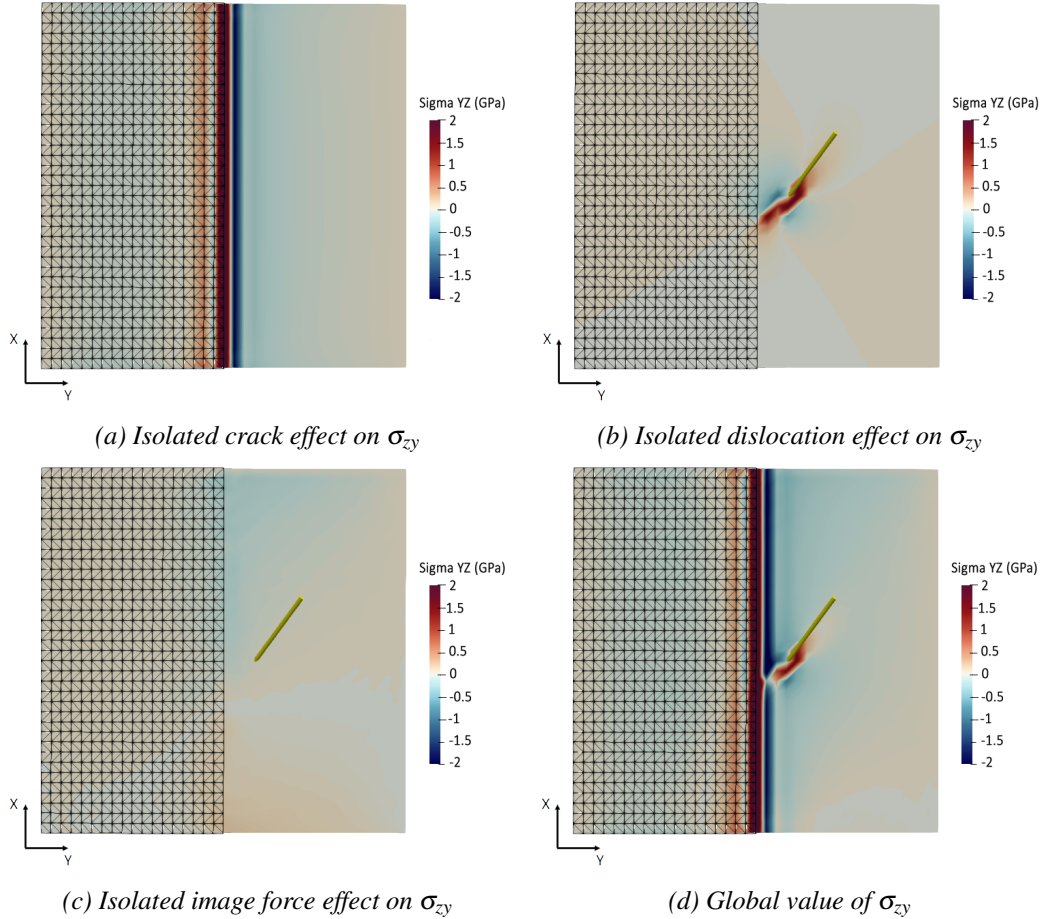 Sigma YZ (GPa)
2
1.5
1
0.5
0
-0.5
-1
-1.5
-2
X
Y
(a) Isolated crack effect on σzy
Sigma YZ (GPa)
2
1.5
1
0.5
0
-0.5
-1
-1.5
-2
X
Y
(b) Isolated dislocation effect on σzy
Sigma YZ (GPa)
2
1.5
1
0.5
0
-0.5
-1
-1.5
-2
X
Y
(c) Isolated image force effect on σzy
Sigma YZ (GPa)
2
1.5
1
0.5
0
-0.5
-1
-1.5
-2
X
Y
(d) Global value of σzy